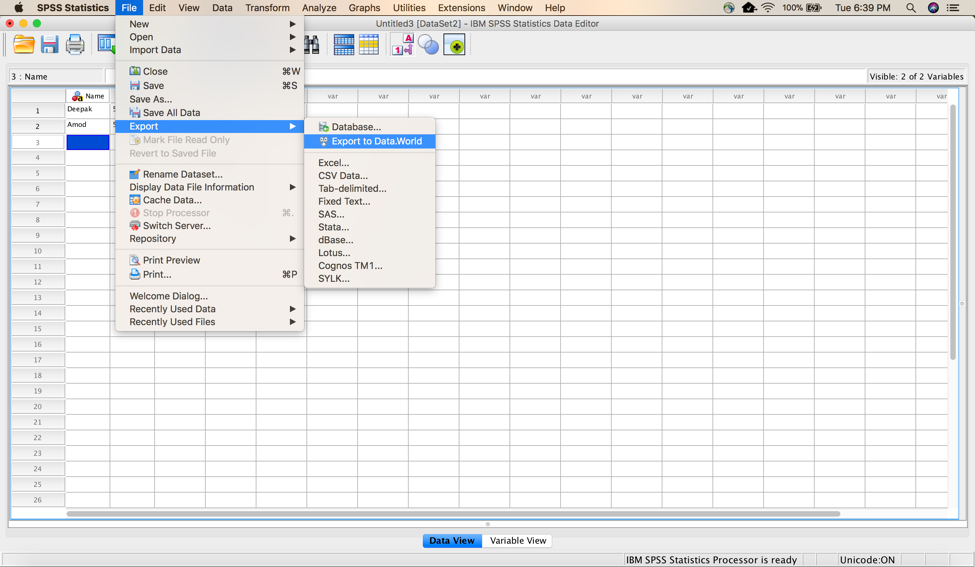 SPSS Statistics File Edit View Data Transform Analyze Graphs Utilities Extensions Window Help 100% Tue 6:39 PM
Untitled3 [DataSet2] - IBM SPSS Statistics Data Editor
New
Open
Import Data
Close ⌘W
Save ⌘S
Save As...
Save All Data
Export
Mark File Read Only
Revert to Saved File
Rename Dataset...
Display Data File Information
Cache Data...
Stop Processor ⌘.
Switch Server...
Repository
Print Preview
Print... ⌘P
Welcome Dialog...
Recently Used Data
Recently Used Files
Database...
Export to Data.World
Excel...
CSV Data...
Tab-delimited...
Fixed Text...
SAS...
Stata...
dBase...
Lotus...
Cognos TM1...
SYLK...
3 : Name
Visible: 2 of 2 Variables
Name var var var var var var var var var var var var var
1 Deepak
2 Amod
3
4
5
6
7
8
9
10
11
12
13
14
15
16
17
18
19
20
21
22
23
24
25
26
Data View Variable View
IBM SPSS Statistics Processor is ready Unicode:ON